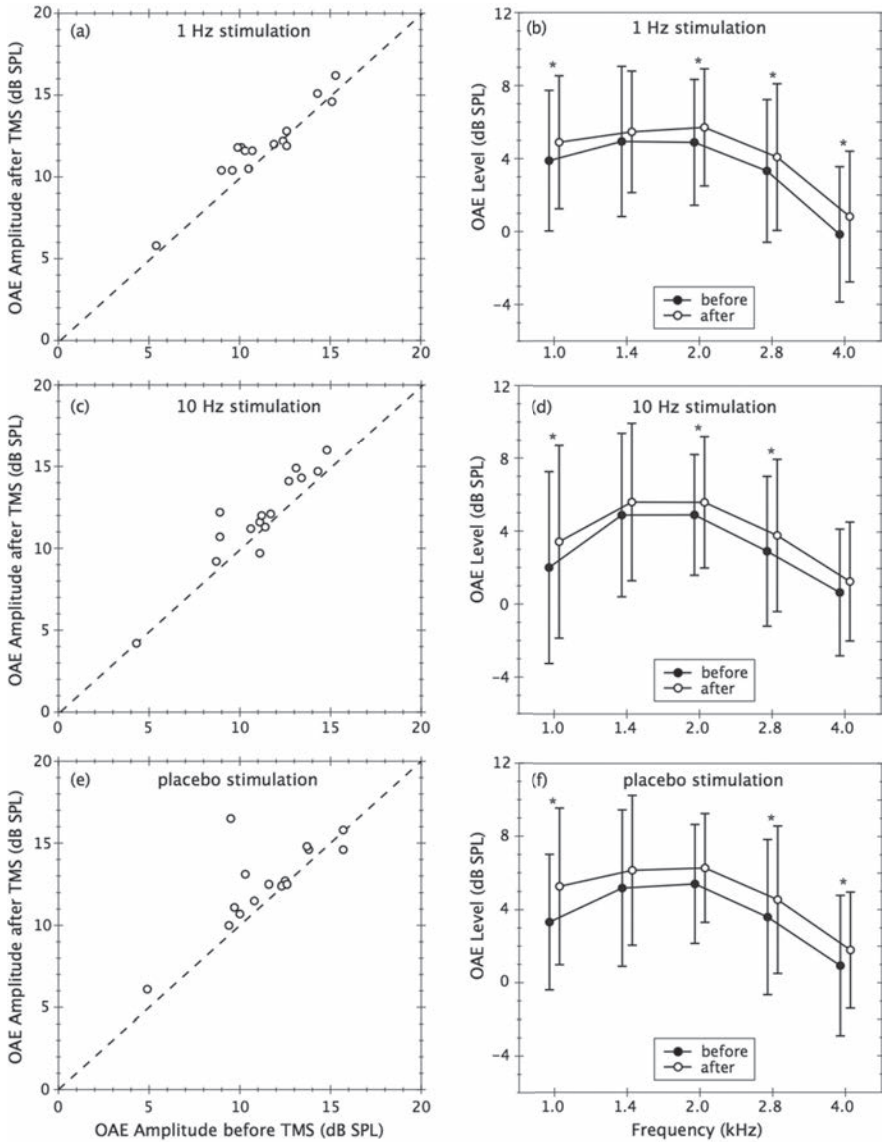 (a) 1 Hz stimulation
OAE Amplitude after TMS (dB SPL)
20
15
10
5
0
0 5 10 15 20
(b) 1 Hz stimulation
OAE Level (dB SPL)
12
8
4
0
−4
* * * *
before
after
1.0 1.4 2.0 2.8 4.0
(c) 10 Hz stimulation
OAE Amplitude after TMS (dB SPL)
20
15
10
5
0
0 5 10 15 20
(d) 10 Hz stimulation
OAE Level (dB SPL)
12
8
4
0
−4
* * *
before
after
1.0 1.4 2.0 2.8 4.0
(e) placebo stimulation
OAE Amplitude after TMS (dB SPL)
20
15
10
5
0
0 5 10 15 20
OAE Amplitude before TMS (dB SPL)
(f) placebo stimulation
OAE Level (dB SPL)
12
8
4
0
−4
* * *
before
after
1.0 1.4 2.0 2.8 4.0
Frequency (kHz)